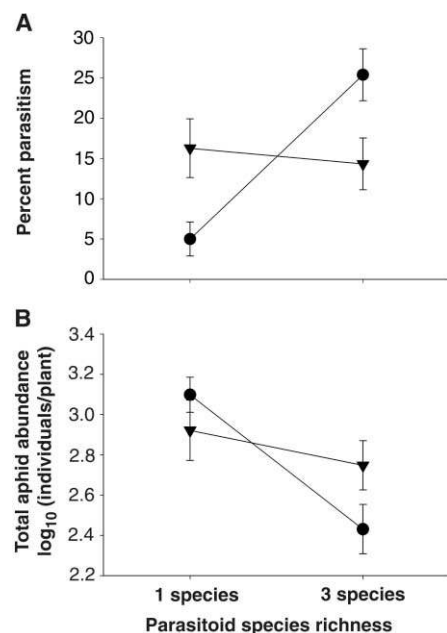 A
Percent parasitism
30
25
20
15
10
5
0
B
Total aphid abundance
log₁₀ (individuals/plant)
3.4
3.2
3.0
2.8
2.6
2.4
2.2
1 species 3 species
Parasitoid species richness